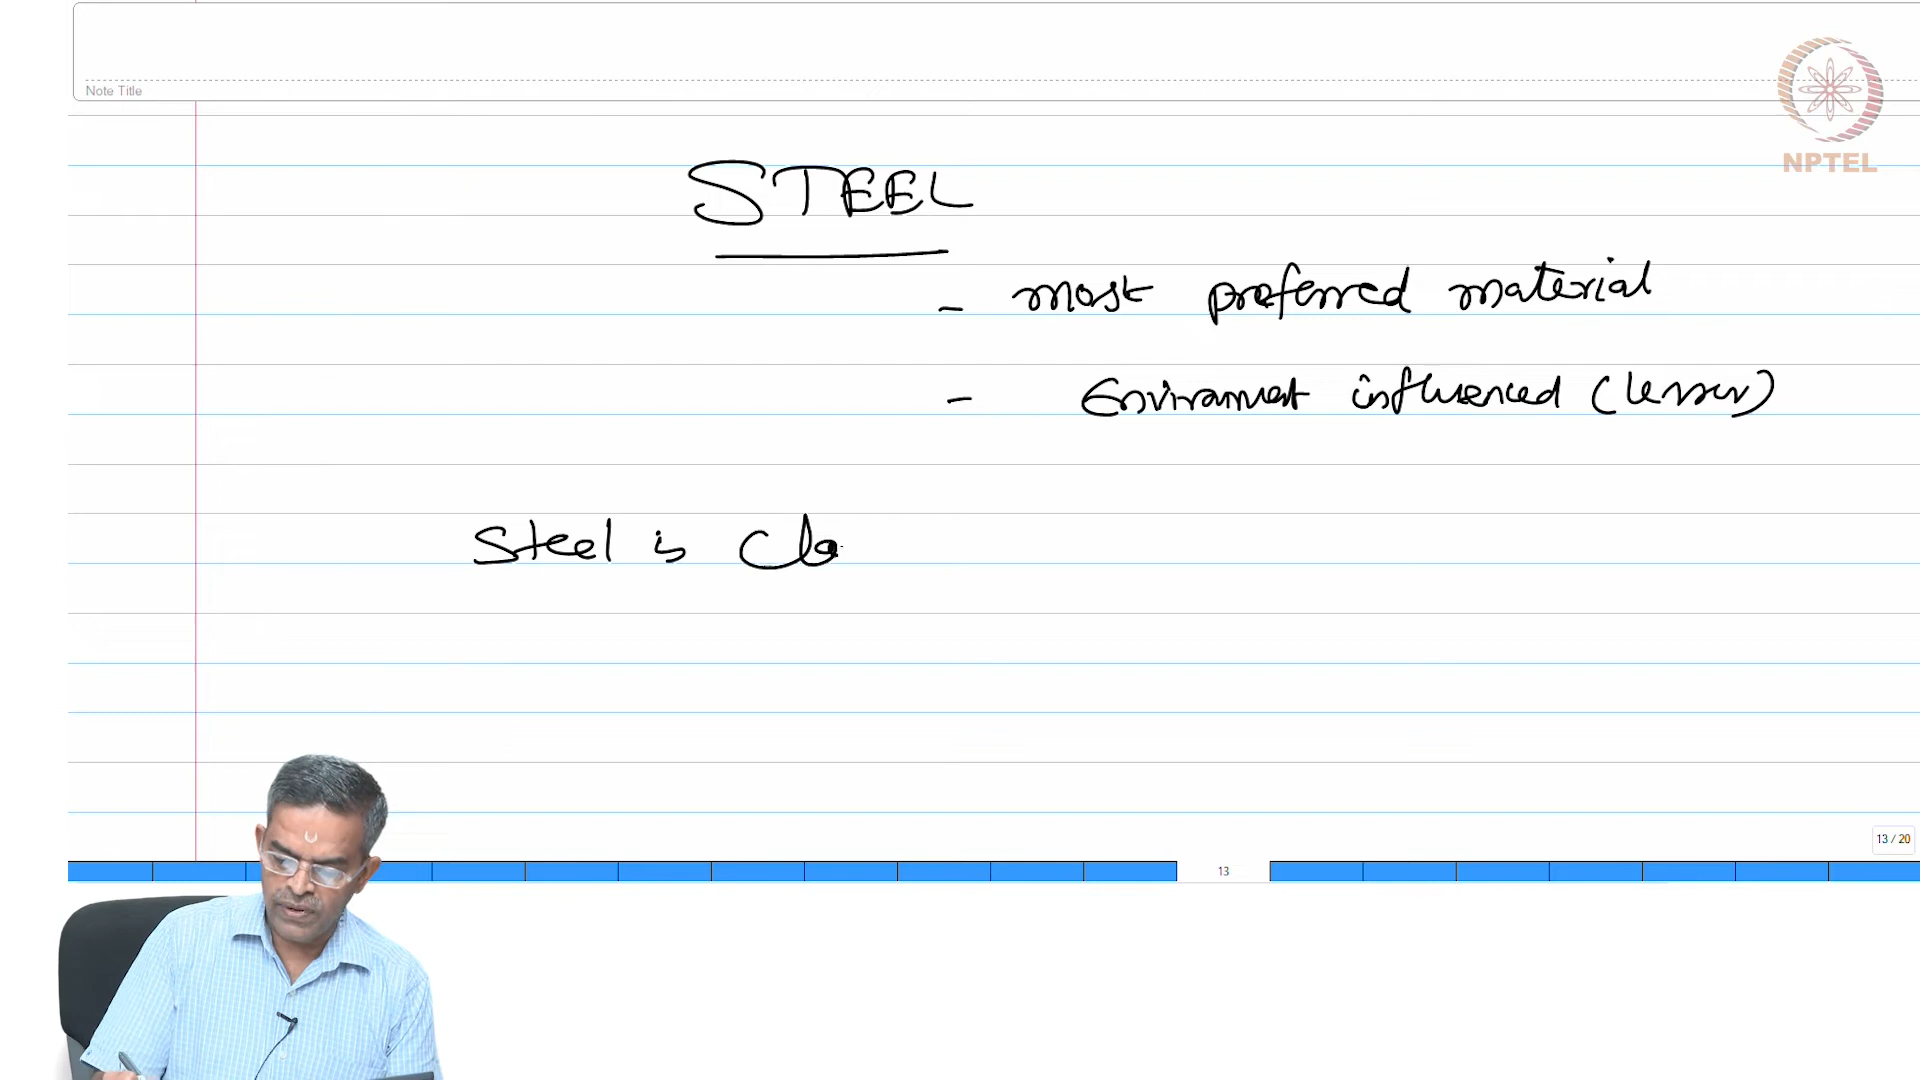 Note Title
NPTEL
STEEL
- most preferred material
- Environment influenced (lesser)
Steel is Cla
13 / 20
13